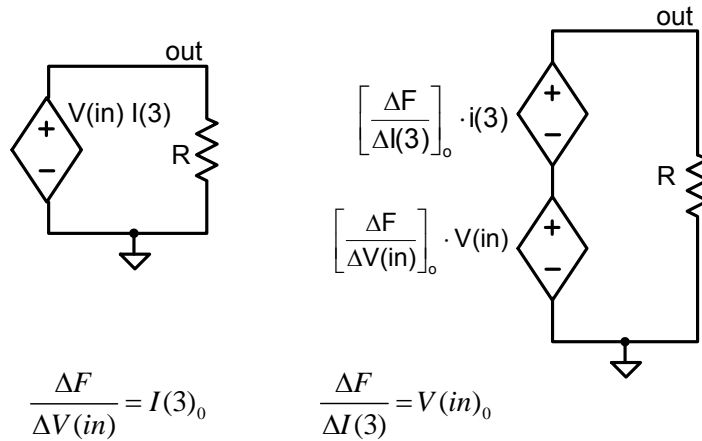 out
+
V(in) I(3)
−
R
out
[ΔF/ΔI(3)]ₒ · i(3)
+
−
R
[ΔF/ΔV(in)]ₒ · V(in)
+
−
ΔF/ΔV(in) = I(3)₀
ΔF/ΔI(3) = V(in)₀